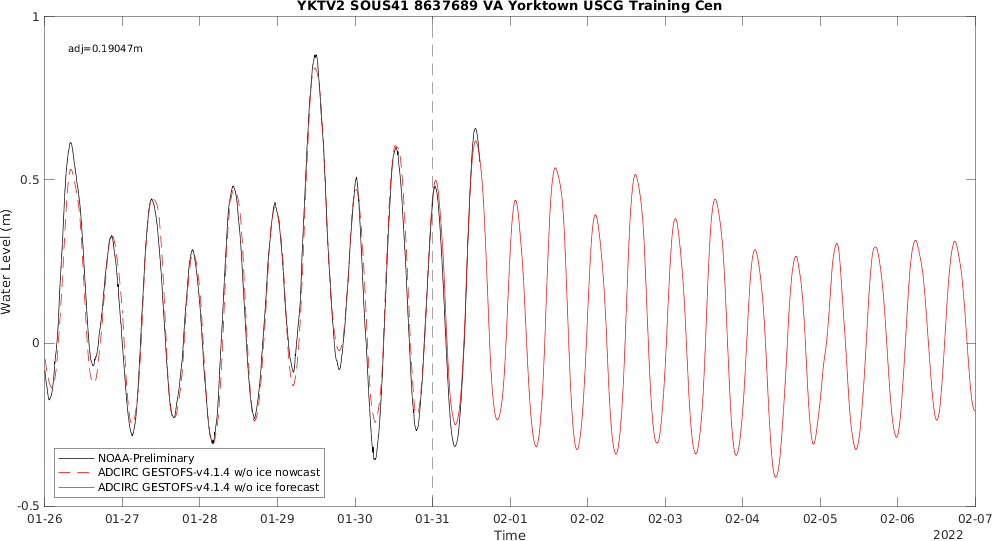 YKTV2 SOUS41 8637689 VA Yorktown USCG Training Cen
adj=0.19047m
1
0.5
0
-0.5
Water Level (m)
NOAA-Preliminary
ADCIRC GESTOFS-v4.1.4 w/o ice nowcast
ADCIRC GESTOFS-v4.1.4 w/o ice forecast
01-26 01-27 01-28 01-29 01-30 01-31 02-01 02-02 02-03 02-04 02-05 02-06 02-07
Time
2022